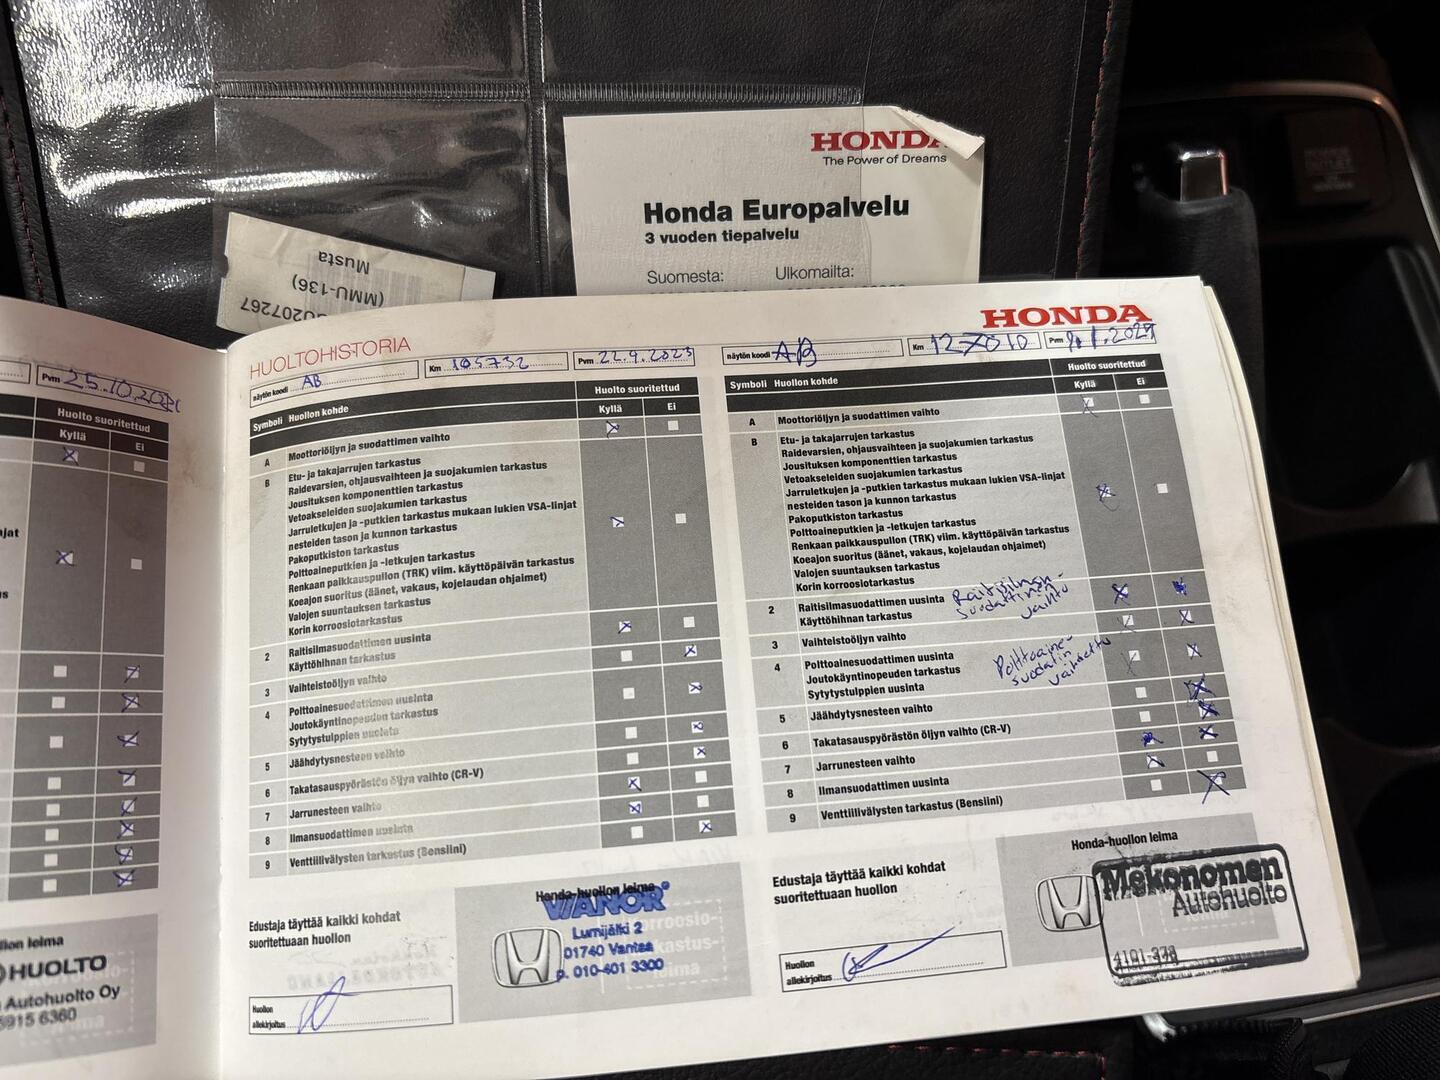 HONDA
The Power of Dreams
Honda Europalvelu
3 vuoden tiepalvelu
Suomesta: Ulkomailta:
Musta
(MMU-136)
0207267
Pvm 25.10.2021
Huolto suoritettud
Kyllä Ei
HUOLTO
Autohuolto Oy
5915 6360
HUOLTOHISTORIA
näytön koodi AB Km 105732 Pvm 22.9.2023
Symboli Huollon kohde Huolto suoritettud
Kyllä Ei
A Moottoriöljyn ja suodattimen vaihto
B Etu- ja takajarrujen tarkastus
Raidevarsien, ohjausvaihteen ja suojakumien tarkastus
Jousituksen komponenttien tarkastus
Vetoakseleiden suojakumien tarkastus
Jarruletkujen ja -putkien tarkastus mukaan lukien VSA-linjat
nesteiden tason ja kunnon tarkastus
Pakoputkiston tarkastus
Polttoaineputkien ja -letkujen tarkastus
Renkaan paikkauspullon (TRK) viim. käyttöpäivän tarkastus
Koeajon suoritus (äänet, vakaus, kojelaudan ohjaimet)
Valojen suuntauksen tarkastus
Korin korroosiotarkastus
2 Raitisilmasuodattimen uusinta
Käyttöhihnan tarkastus
3 Vaihteistoöljyn vaihto
4 Polttoainesuodattimen uusinta
Joutokäyntinopeuden tarkastus
Sytytystulppien uusinta
5 Jäähdytysnesteen vaihto
6 Takatasauspyörästön öljyn vaihto (CR-V)
7 Jarrunesteen vaihto
8 Ilmansuodattimen uusinta
9 Venttiilivälysten tarkastus (Bensiini)
Edustaja täyttää kaikki kohdat
suoritettuaan huollon
Huollon
allekirjoitus
Honda-huollon leima
VIANOR
Lumijälki 2
01740 Vantaa
p. 010-401 3300
HONDA
näytön koodi AB Km 127010 Pvm
Symboli Huollon kohde Huolto suoritettud
Kyllä Ei
A Moottoriöljyn ja suodattimen vaihto
B Etu- ja takajarrujen tarkastus
Raidevarsien, ohjausvaihteen ja suojakumien tarkastus
Jousituksen komponenttien tarkastus
Vetoakseleiden suojakumien tarkastus
Jarruletkujen ja -putkien tarkastus mukaan lukien VSA-linjat
nesteiden tason ja kunnon tarkastus
Pakoputkiston tarkastus
Polttoaineputkien ja -letkujen tarkastus
Renkaan paikkauspullon (TRK) viim. käyttöpäivän tarkastus
Koeajon suoritus (äänet, vakaus, kojelaudan ohjaimet)
Valojen suuntauksen tarkastus
Korin korroosiotarkastus
2 Raitisilmasuodattimen uusinta
Käyttöhihnan tarkastus
Raitisilman-
suodattimen
vaihto
3 Vaihteistoöljyn vaihto
4 Polttoainesuodattimen uusinta
Joutokäyntinopeuden tarkastus
Sytytystulppien uusinta
Polttoaine-
suodatin
vaihdettu
5 Jäähdytysnesteen vaihto
6 Takatasauspyörästön öljyn vaihto (CR-V)
7 Jarrunesteen vaihto
8 Ilmansuodattimen uusinta
9 Venttiilivälysten tarkastus (Bensiini)
Edustaja täyttää kaikki kohdat
suoritettuaan huollon
Huollon
allekirjoitus
Honda-huollon leima
Mekonomen
Autohuolto